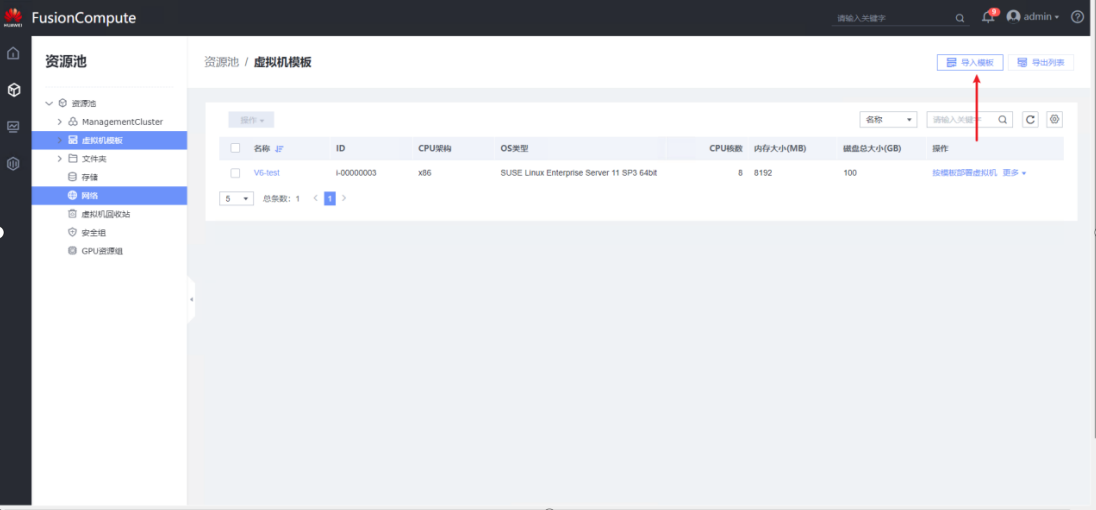 HUAWEI FusionCompute 请输入关键字 admin
资源池
资源池 / 虚拟机模板 导入模板 导出列表
资源池
ManagementCluster
虚拟机模板
文件夹
存储
网络
虚拟机回收站
安全组
GPU资源组
操作 名称 请输入关键字
名称 ID CPU架构 OS类型 CPU核数 内存大小(MB) 磁盘总大小(GB) 操作
V6-test i-00000003 x86 SUSE Linux Enterprise Server 11 SP3 64bit 8192 100 按模板部署虚拟机 更多
5 总条数: 1 1